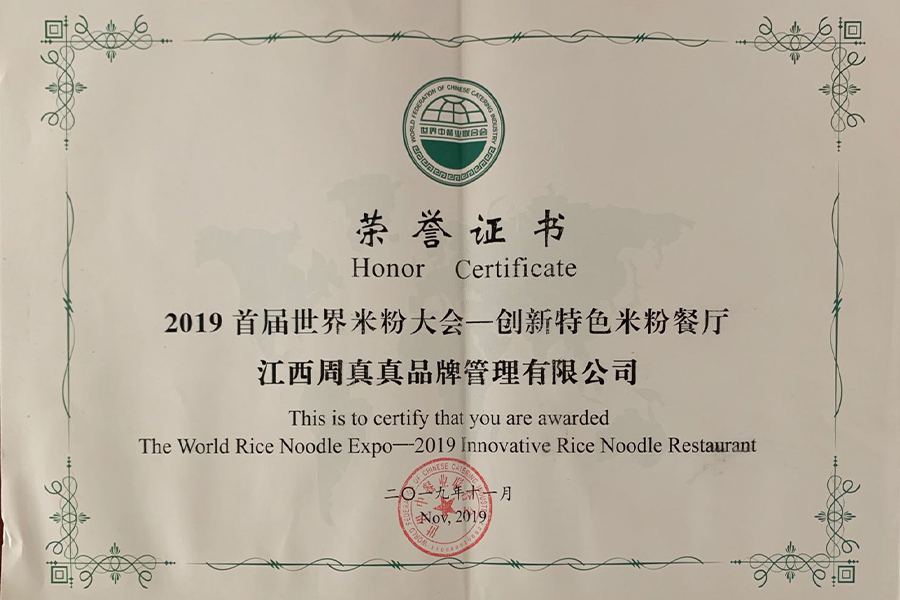 WORLD FEDERATION OF CHINESE CATERING INDUSTRY
世界中餐业联合会
荣誉证书
Honor Certificate
2019 首届世界米粉大会—创新特色米粉餐厅
江西周真真品牌管理有限公司
This is to certify that you are awarded
The World Rice Noodle Expo—2019 Innovative Rice Noodle Restaurant
二〇一九年十一月
Nov, 2019